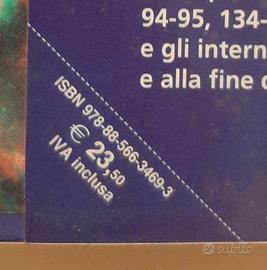 94-95, 134-
e gli intern
e alla fine
ISBN 978-88-566-3469-3
€ 23,50
IVA inclusa
subito